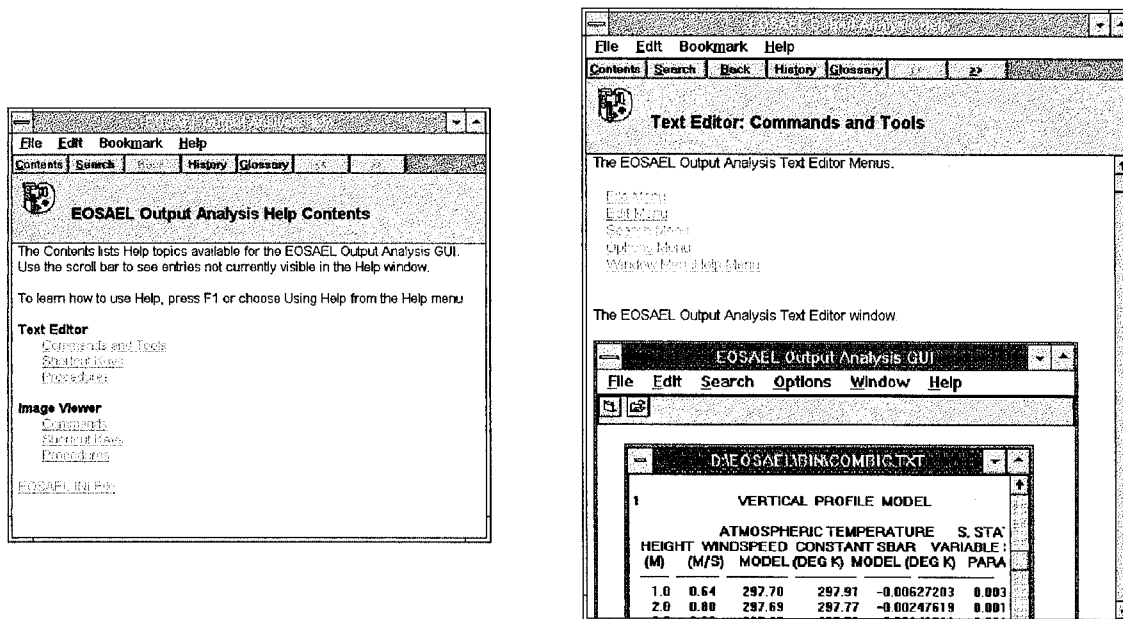 File Edit Bookmark Help
Contents Search History Glossary
EOSAEL Output Analysis Help Contents
The Contents lists Help topics available for the EOSAEL Output Analysis GUI.
Use the scroll bar to see entries not currently visible in the Help window.
To learn how to use Help, press F1 or choose Using Help from the Help menu
Text Editor
Commands and Tools
Shortcut Keys
Procedures
Image Viewer
Commands
Shortcut Keys
Procedures
EOSAEL INI File
File Edit Bookmark Help
Contents Search Back History Glossary >>
Text Editor: Commands and Tools
The EOSAEL Output Analysis Text Editor Menus.
File Menu
Edit Menu
Search Menu
Options Menu
Window Menu Help Menu
The EOSAEL Output Analysis Text Editor window.
EOSAEL Output Analysis GUI
File Edit Search Options Window Help
D:\EOSAEL\BIN\COMBIC.TXT
1 VERTICAL PROFILE MODEL
ATMOSPHERIC TEMPERATURE S. STA
HEIGHT WINDSPEED CONSTANT SBAR VARIABLE
(M) (M/S) MODEL (DEG K) MODEL (DEG K) PARA
1.0 0.64 297.70 297.91 -0.00627203 0.003
2.0 0.80 297.69 297.77 -0.00247619 0.001